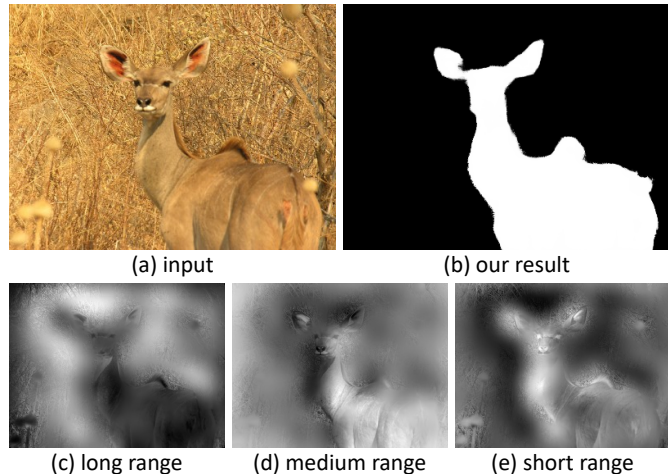 (a) input
(b) our result
(c) long range
(d) medium range
(e) short range